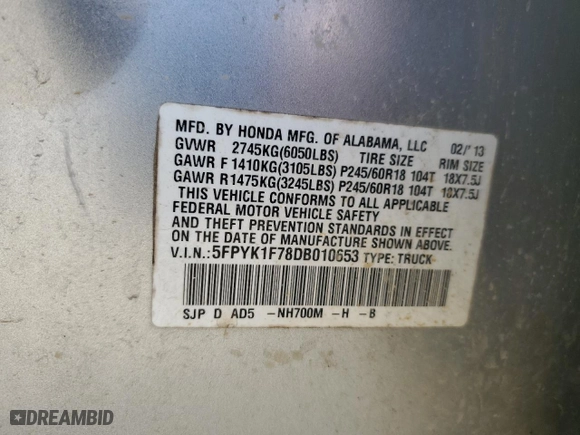 MFD. BY HONDA MFG. OF ALABAMA, LLC 02/'13
GVWR 2745KG(6050LBS) TIRE SIZE RIM SIZE
GAWR F 1410KG(3105LBS) P245/60R18 104T 18X7.5J
GAWR R 1475KG(3245LBS) P245/60R18 104T 18X7.5J
THIS VEHICLE CONFORMS TO ALL APPLICABLE
FEDERAL MOTOR VEHICLE SAFETY
AND THEFT PREVENTION STANDARDS IN EFFECT
ON THE DATE OF MANUFACTURE SHOWN ABOVE.
V.I.N.:5FPYK1F78DB010653 TYPE: TRUCK
SJP D AD5 -NH700M -H -B
DREAMBID